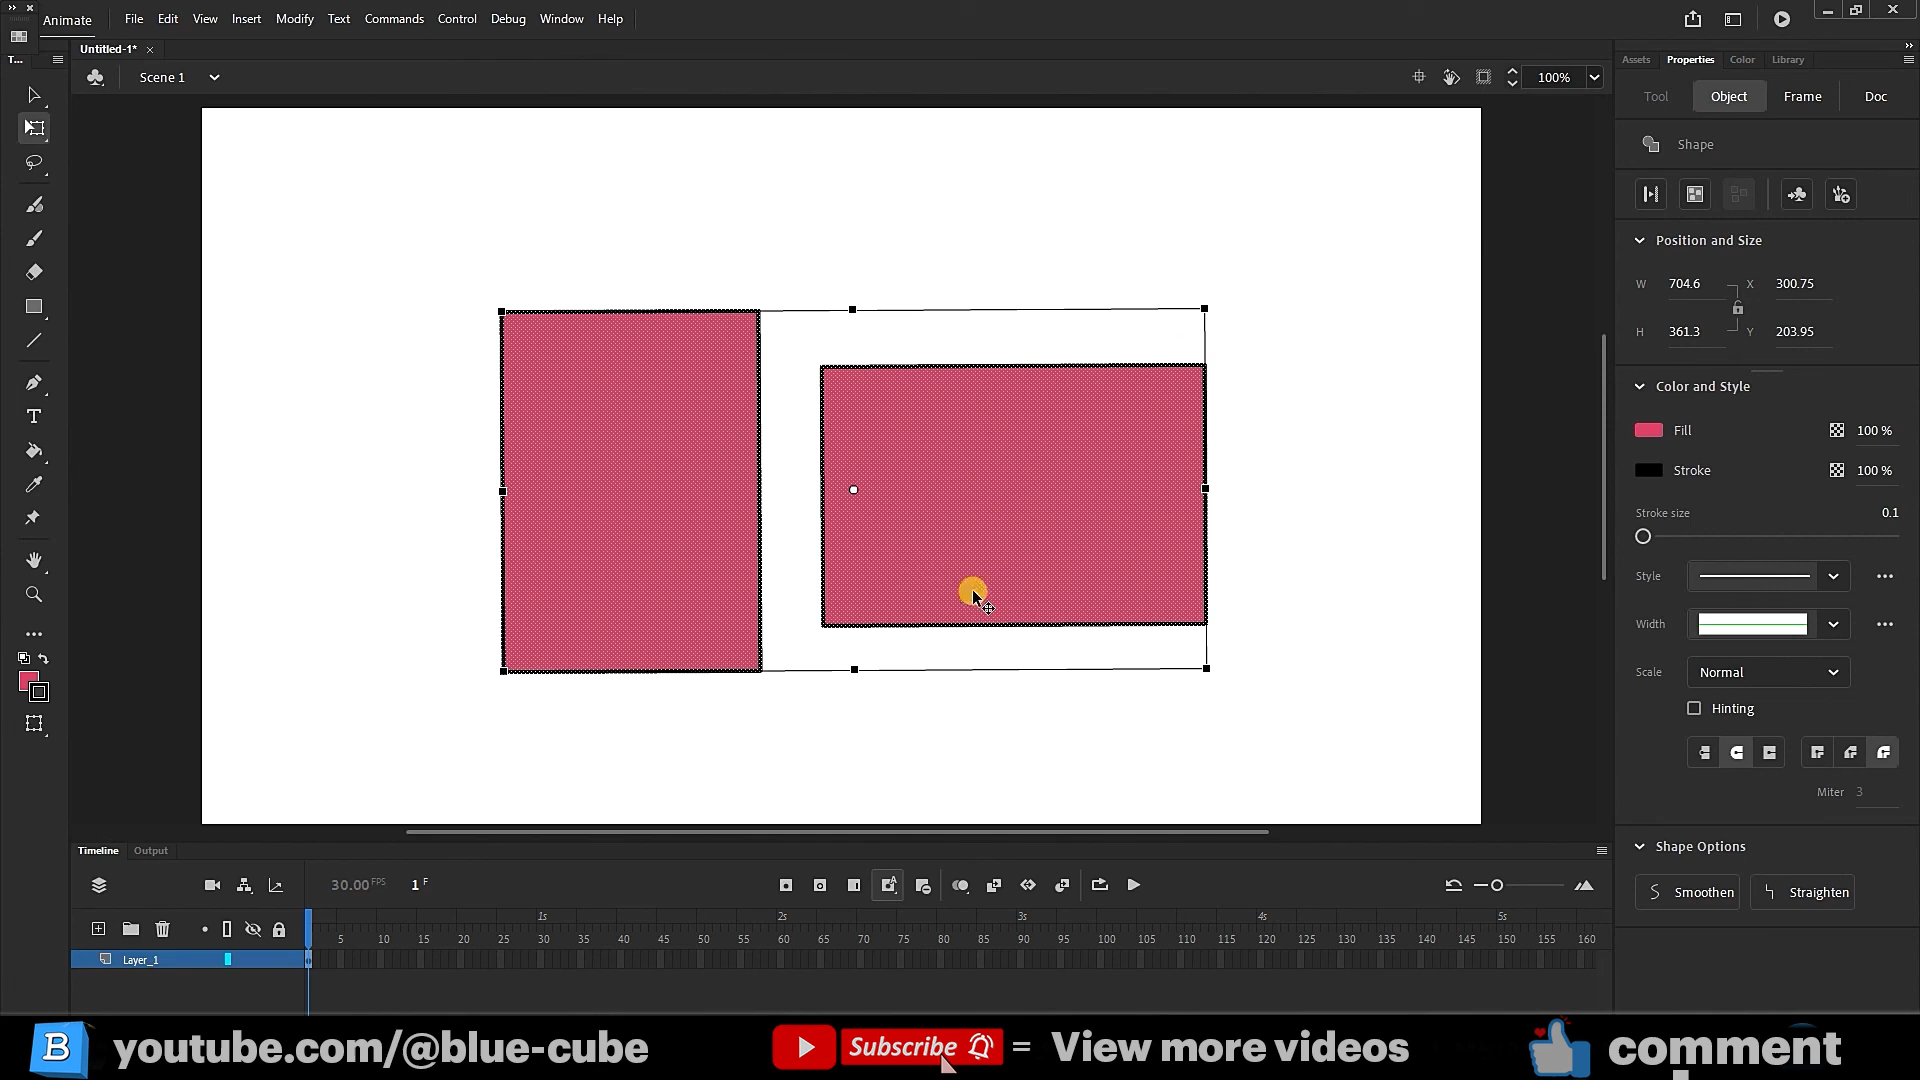 Animate
File Edit View Insert Modify Text Commands Control Debug Window Help
Untitled-1*
Scene 1
100%
T...
Assets Properties Color Library
Tool Object Frame Doc
Shape
Position and Size
W 704.6 X 300.75
H 361.3 Y 203.95
Color and Style
Fill 100 %
Stroke 100 %
Stroke size 0.1
Style
Width
Scale Normal
Hinting
Miter 3
Shape Options
Smoothen Straighten
Timeline Output
30.00 FPS 1 F
1s 2s 3s 4s 5s
5 10 15 20 25 30 35 40 45 50 55 60 65 70 75 80 85 90 95 100 105 110 115 120 125 130 135 140 145 150 155 160
Layer_1
B youtube.com/@blue-cube Subscribe = View more videos comment